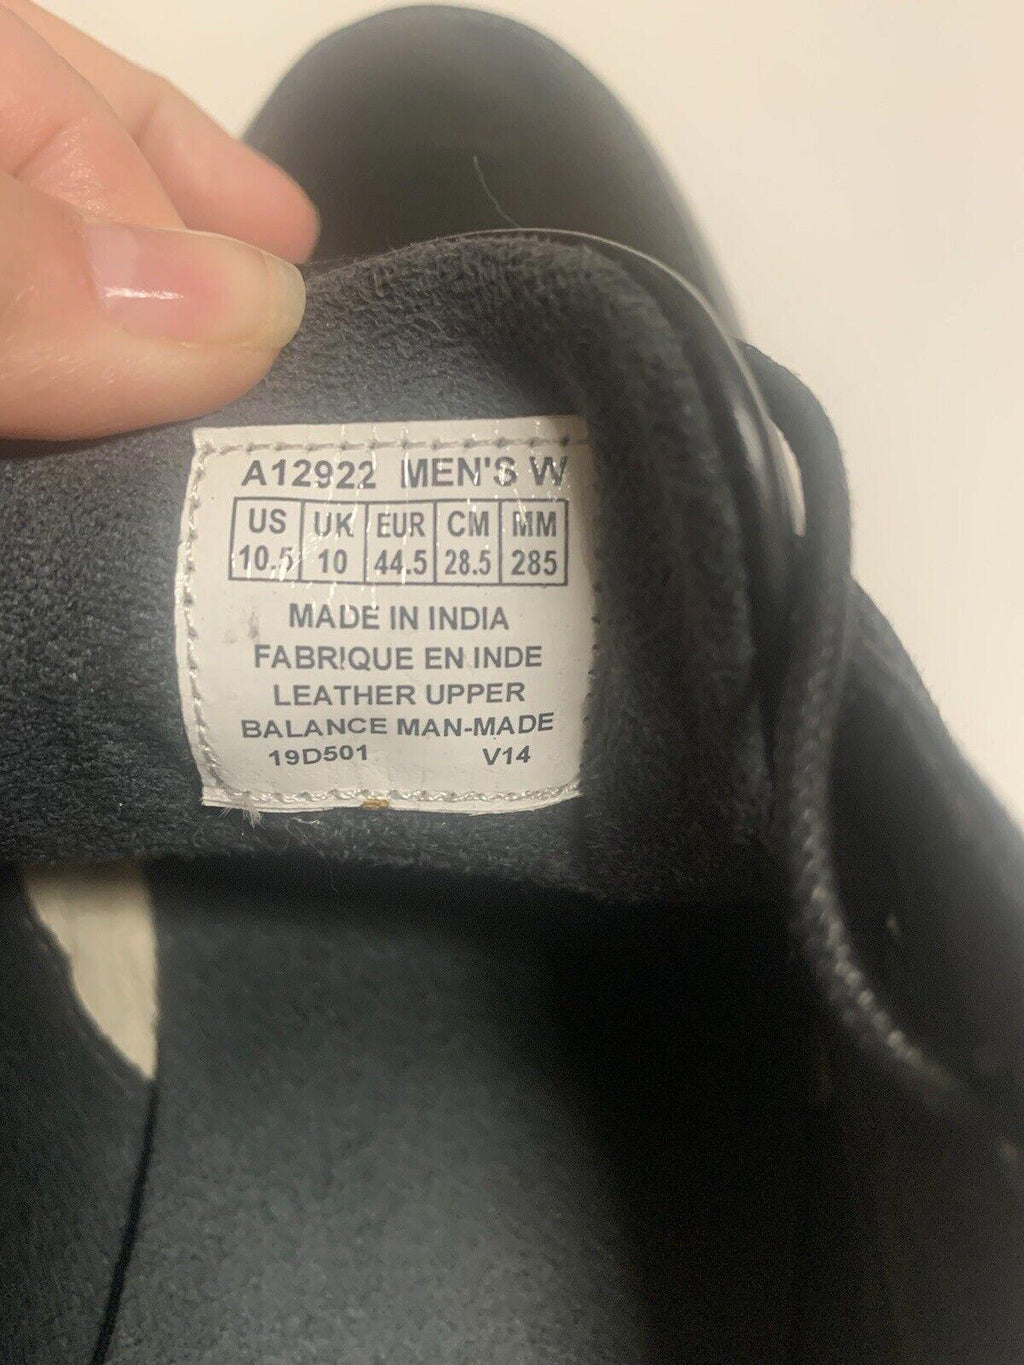 A12922 MEN'S W
US UK EUR CM MM
10.5 10 44.5 28.5 285
MADE IN INDIA
FABRIQUE EN INDE
LEATHER UPPER
BALANCE MAN-MADE
19D501 V14